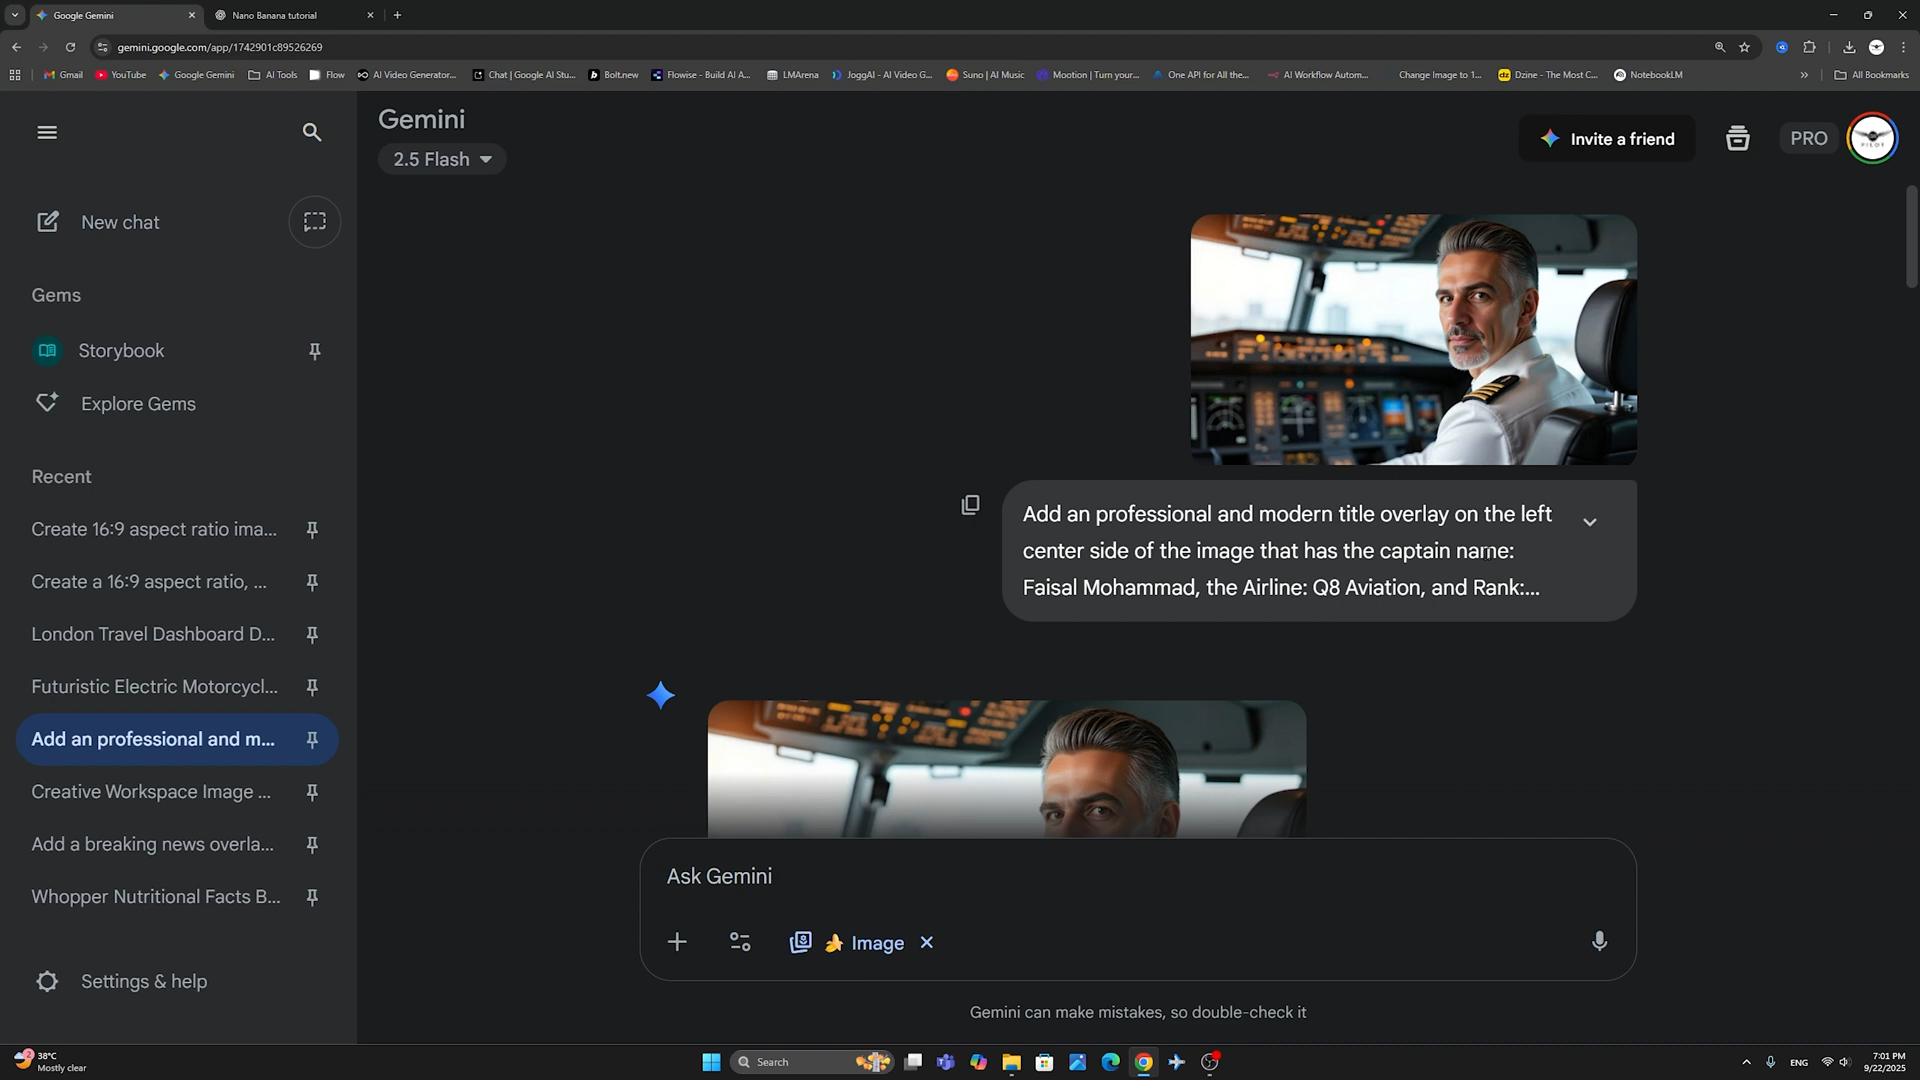 Google Gemini
Nano Banana tutorial
gemini.google.com/app/1742901c89526269
Gmail
YouTube
Google Gemini
AI Tools
Flow
AI Video Generator...
Chat | Google AI Stu...
Bolt.new
Flowise - Build AI A...
LMArena
JoggAI - AI Video G...
Suno | AI Music
Mootion | Turn your...
One API for All the...
AI Workflow Autom...
Change Image to 1...
Dzine - The Most C...
NotebookLM
All Bookmarks
Gemini
2.5 Flash
Invite a friend
PRO
PILOT
New chat
Gems
Storybook
Explore Gems
Recent
Create 16:9 aspect ratio ima...
Create a 16:9 aspect ratio, ...
London Travel Dashboard D...
Futuristic Electric Motorcycl...
Add an professional and m...
Creative Workspace Image ...
Add a breaking news overla...
Whopper Nutritional Facts B...
Settings & help
Add an professional and modern title overlay on the left
center side of the image that has the captain name:
Faisal Mohammad, the Airline: Q8 Aviation, and Rank:...
Ask Gemini
Image
Gemini can make mistakes, so double-check it
2
38°C
Mostly clear
Search
ENG
7:01 PM
9/22/2025